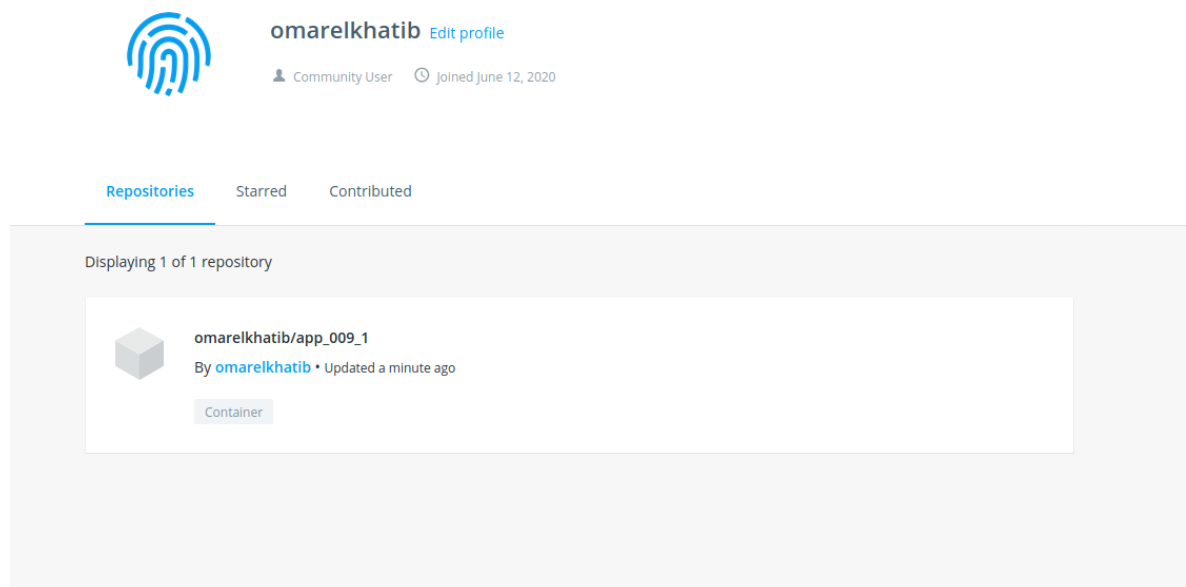 omarelkhatib Edit profile
Community User Joined June 12, 2020
Repositories Starred Contributed
Displaying 1 of 1 repository
omarelkhatib/app_009_1
By omarelkhatib • Updated a minute ago
Container